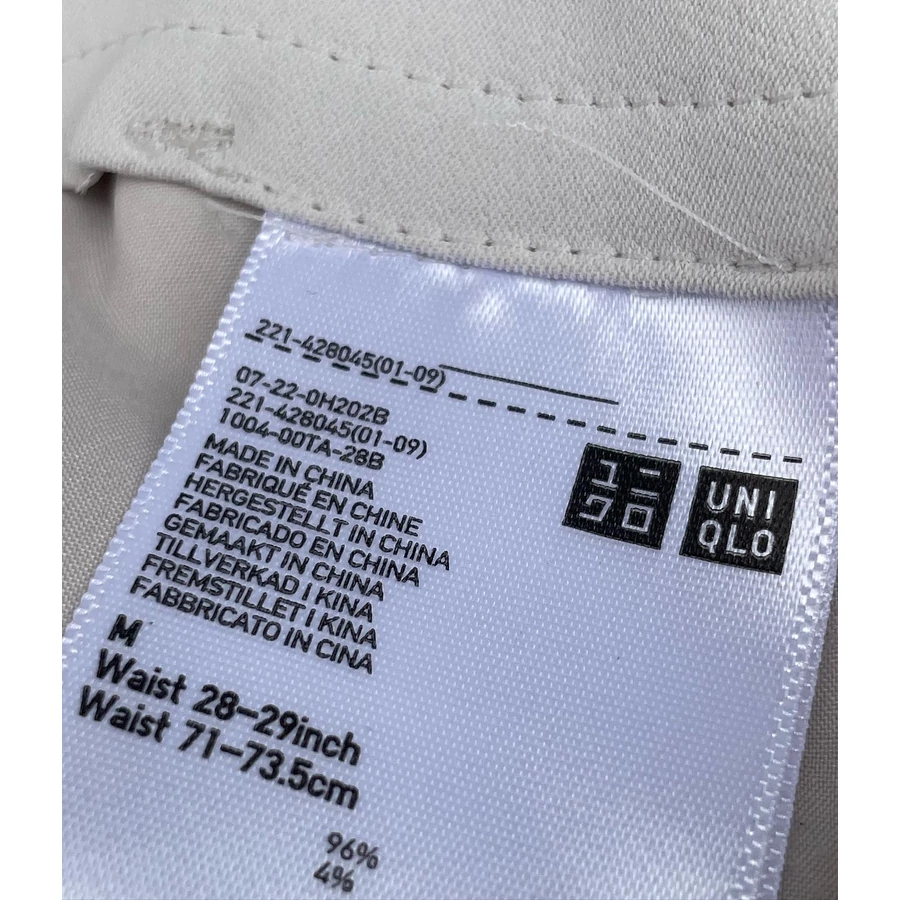 221-428045(01-09)
07-22-0H202B
221-428045(01-09)
1004-00TA-28B
MADE IN CHINA
FABRIQUÉ EN CHINE
HERGESTELLT IN CHINA
FABRICADO EN CHINA
GEMAAKT IN CHINA
TILLVERKAD I KINA
FREMSTILLET I KINA
FABBRICATO IN CINA
ユニ
クロ
UNI
QLO
M
Waist 28-29inch
Waist 71-73.5cm
96%
4%